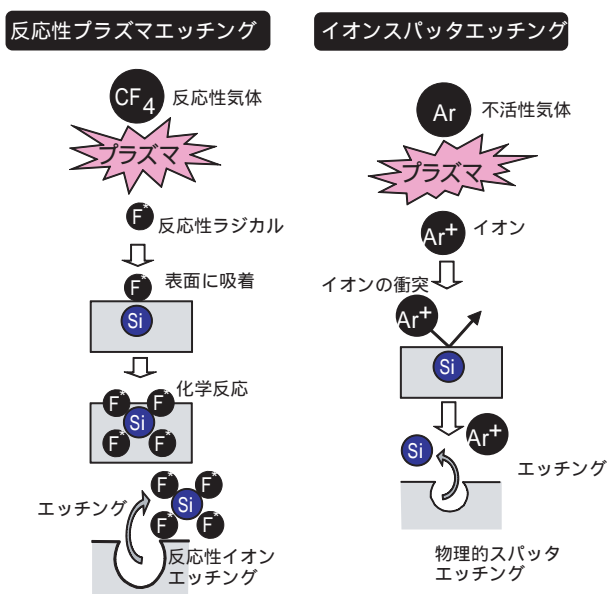 反応性プラズマエッチング
CF4
反応性気体
プラズマ
F*
反応性ラジカル
F*
表面に吸着
Si
化学反応
F*
F*
Si
F*
F*
エッチング
F*
F*
Si
F*
F*
反応性イオン
エッチング
イオンスパッタエッチング
Ar
不活性気体
プラズマ
Ar+
イオン
イオンの衝突
Ar+
Si
Ar+
Si
エッチング
物理的スパッタ
エッチング